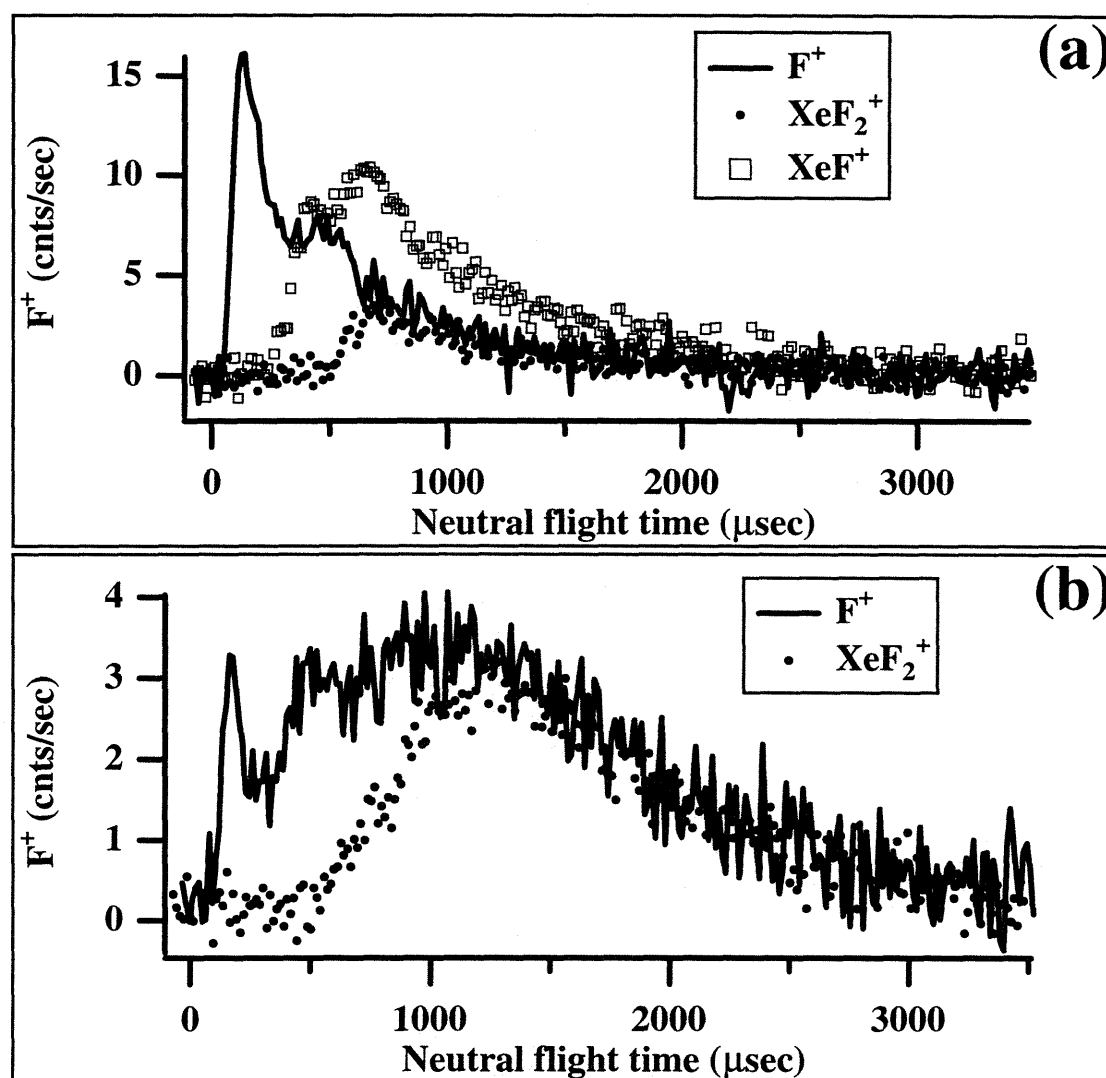 (a)
F⁺
XeF₂⁺
XeF⁺
15
10
5
0
F⁺ (cnts/sec)
0 1000 2000 3000
Neutral flight time (μsec)
(b)
F⁺
XeF₂⁺
4
3
2
1
0
F⁺ (cnts/sec)
0 1000 2000 3000
Neutral flight time (μsec)